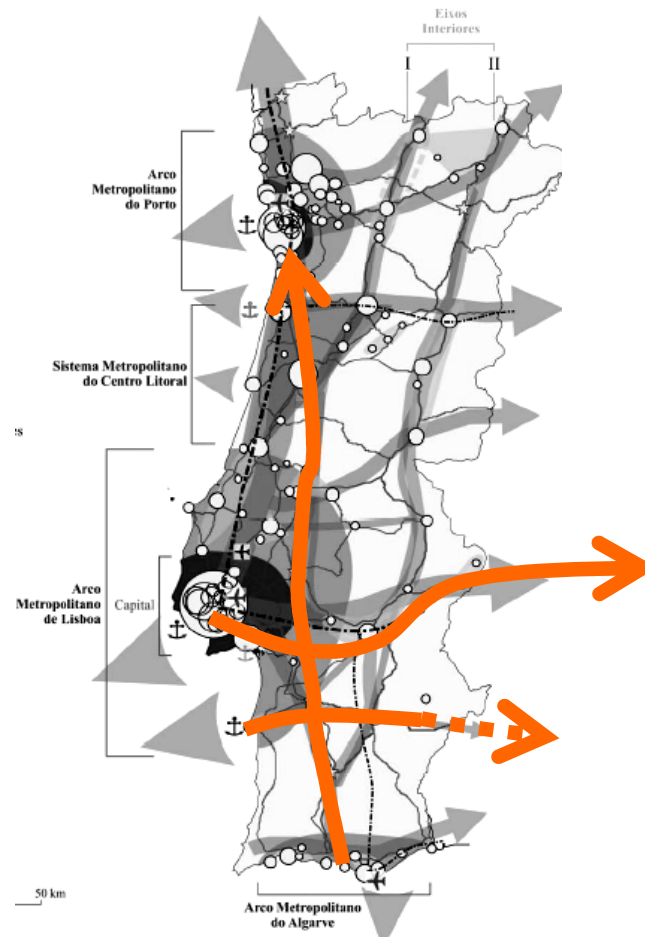 Eixos
Interiores
I II
Arco
Metropolitano
do Porto
Sistema Metropolitano
do Centro Litoral
es
Arco
Metropolitano
de Lisboa
Capital
50 km
Arco Metropolitano
do Algarve